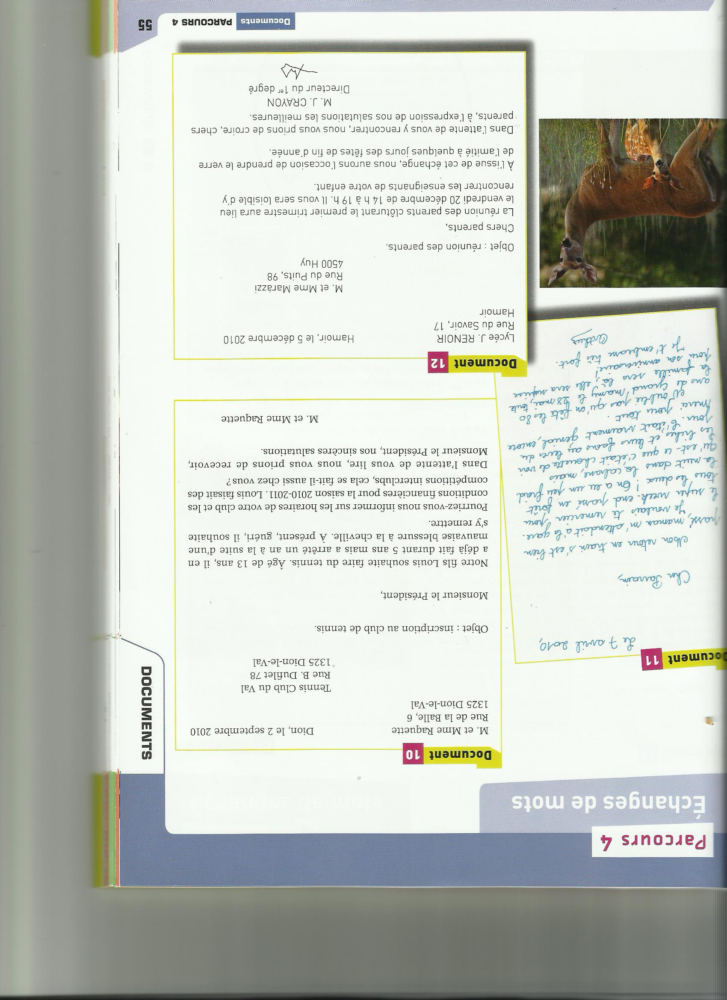 Parcours 4
Échanges de mots
DOCUMENTS
Document 10
M. et Mme Raquette
Rue de la Balle, 6
1325 Dion-le-Val
Dion, le 2 septembre 2010
Tennis Club du Val
Rue B. Dufilet 78
1325 Dion-le-Val
Objet : inscription au club de tennis.
Monsieur le Président,
Notre fils Louis souhaite faire du tennis. Âgé de 13 ans, il en
a déjà fait durant 5 ans mais a arrêté un an à la suite d'une
mauvaise blessure à la cheville. À présent, guéri, il souhaite
s'y remettre.
Pourriez-vous nous informer sur les horaires de votre club et les
conditions financières pour la saison 2010-2011. Louis faisait des
compétitions interclubs, cela se fait-il aussi chez vous ?
Dans l'attente de vous lire, nous vous prions de recevoir,
Monsieur le Président, nos sincères salutations.
M. et Mme Raquette
Document 11
Le 7 avril 2010,
Cher Parrain,
Mon retour en train s'est bien
passé, maman m'attendait à la gare.
Je voulais te remercier pour
le super week-end passé en forêt
tous les deux ! On a eu un peu froid
la nuit dans la cabane, mais
qu'est-ce que c'était chouette de voir
les biches et leurs faons au lever du
jour. C'était vraiment génial, encore
merci pour tout.
N'oublie pas qu'on fête les 80
ans de grand'mamy le 28 mai, toute
la famille sera là, elle sera surprise
pour son anniversaire !
Je t'embrasse très fort.
Arthur
Document 12
Lycée J. RENOIR
Rue du Savoir, 17
Hamoir
Hamoir, le 5 décembre 2010
M. et Mme Marazzi
Rue du Puits, 98
4500 Huy
Objet : réunion des parents.
Chers parents,
La réunion des parents clôturant le premier trimestre aura lieu
le vendredi 20 décembre de 14 h à 19 h. Il vous sera loisible d'y
rencontrer les enseignants de votre enfant.
À l'issue de cet échange, nous aurons l'occasion de prendre le verre
de l'amitié à quelques jours des fêtes de fin d'année.
Dans l'attente de vous y rencontrer, nous vous prions de croire, chers
parents, à l'expression de nos salutations les meilleures.
M. J. CRAYON
Directeur du 1er degré
Documents PARCOURS 4 55